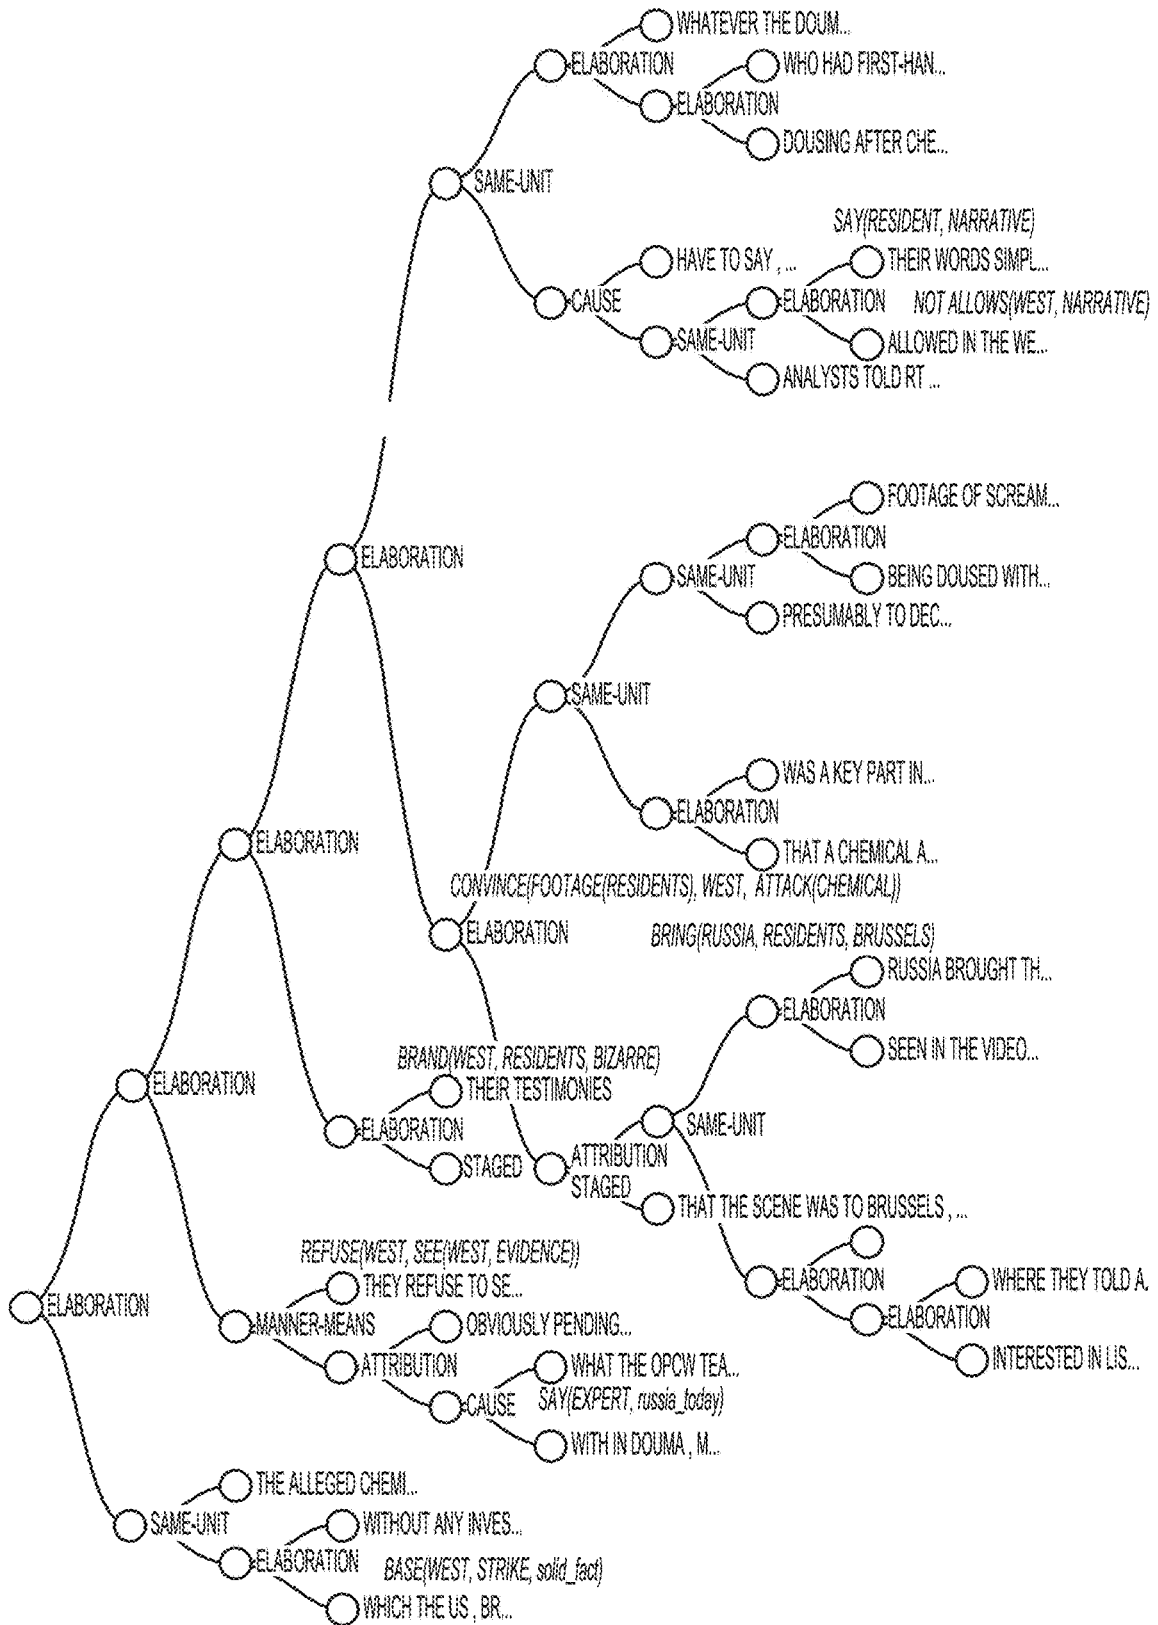 WHATEVER THE DOUM...
ELABORATION
WHO HAD FIRST-HAN...
ELABORATION
DOUSING AFTER CHE...
SAME-UNIT
SAY(RESIDENT, NARRATIVE)
HAVE TO SAY , ...
THEIR WORDS SIMPL...
CAUSE
ELABORATION
NOT ALLOWS(WEST, NARRATIVE)
SAME-UNIT
ALLOWED IN THE WE...
ANALYSTS TOLD RT ...
FOOTAGE OF SCREAM...
ELABORATION
ELABORATION
SAME-UNIT
BEING DOUSED WITH...
PRESUMABLY TO DEC...
SAME-UNIT
WAS A KEY PART IN...
ELABORATION
ELABORATION
THAT A CHEMICAL A...
CONVINCE(FOOTAGE(RESIDENTS), WEST, ATTACK(CHEMICAL))
ELABORATION
BRING(RUSSIA, RESIDENTS, BRUSSELS)
RUSSIA BROUGHT TH...
ELABORATION
SEEN IN THE VIDEO...
BRAND(WEST, RESIDENTS, BIZARRE)
ELABORATION
THEIR TESTIMONIES
SAME-UNIT
ELABORATION
ATTRIBUTION
STAGED
STAGED
THAT THE SCENE WAS TO BRUSSELS , ...
REFUSE(WEST, SEE(WEST, EVIDENCE))
THEY REFUSE TO SE...
ELABORATION
WHERE THEY TOLD A.
ELABORATION
ELABORATION
MANNER-MEANS
OBVIOUSLY PENDING...
ATTRIBUTION
WHAT THE OPCW TEA...
INTERESTED IN LIS...
CAUSE
SAY(EXPERT, russia_today)
WITH IN DOUMA , M...
THE ALLEGED CHEMI...
SAME-UNIT
WITHOUT ANY INVES...
ELABORATION
BASE(WEST, STRIKE, solid_fact)
WHICH THE US , BR...